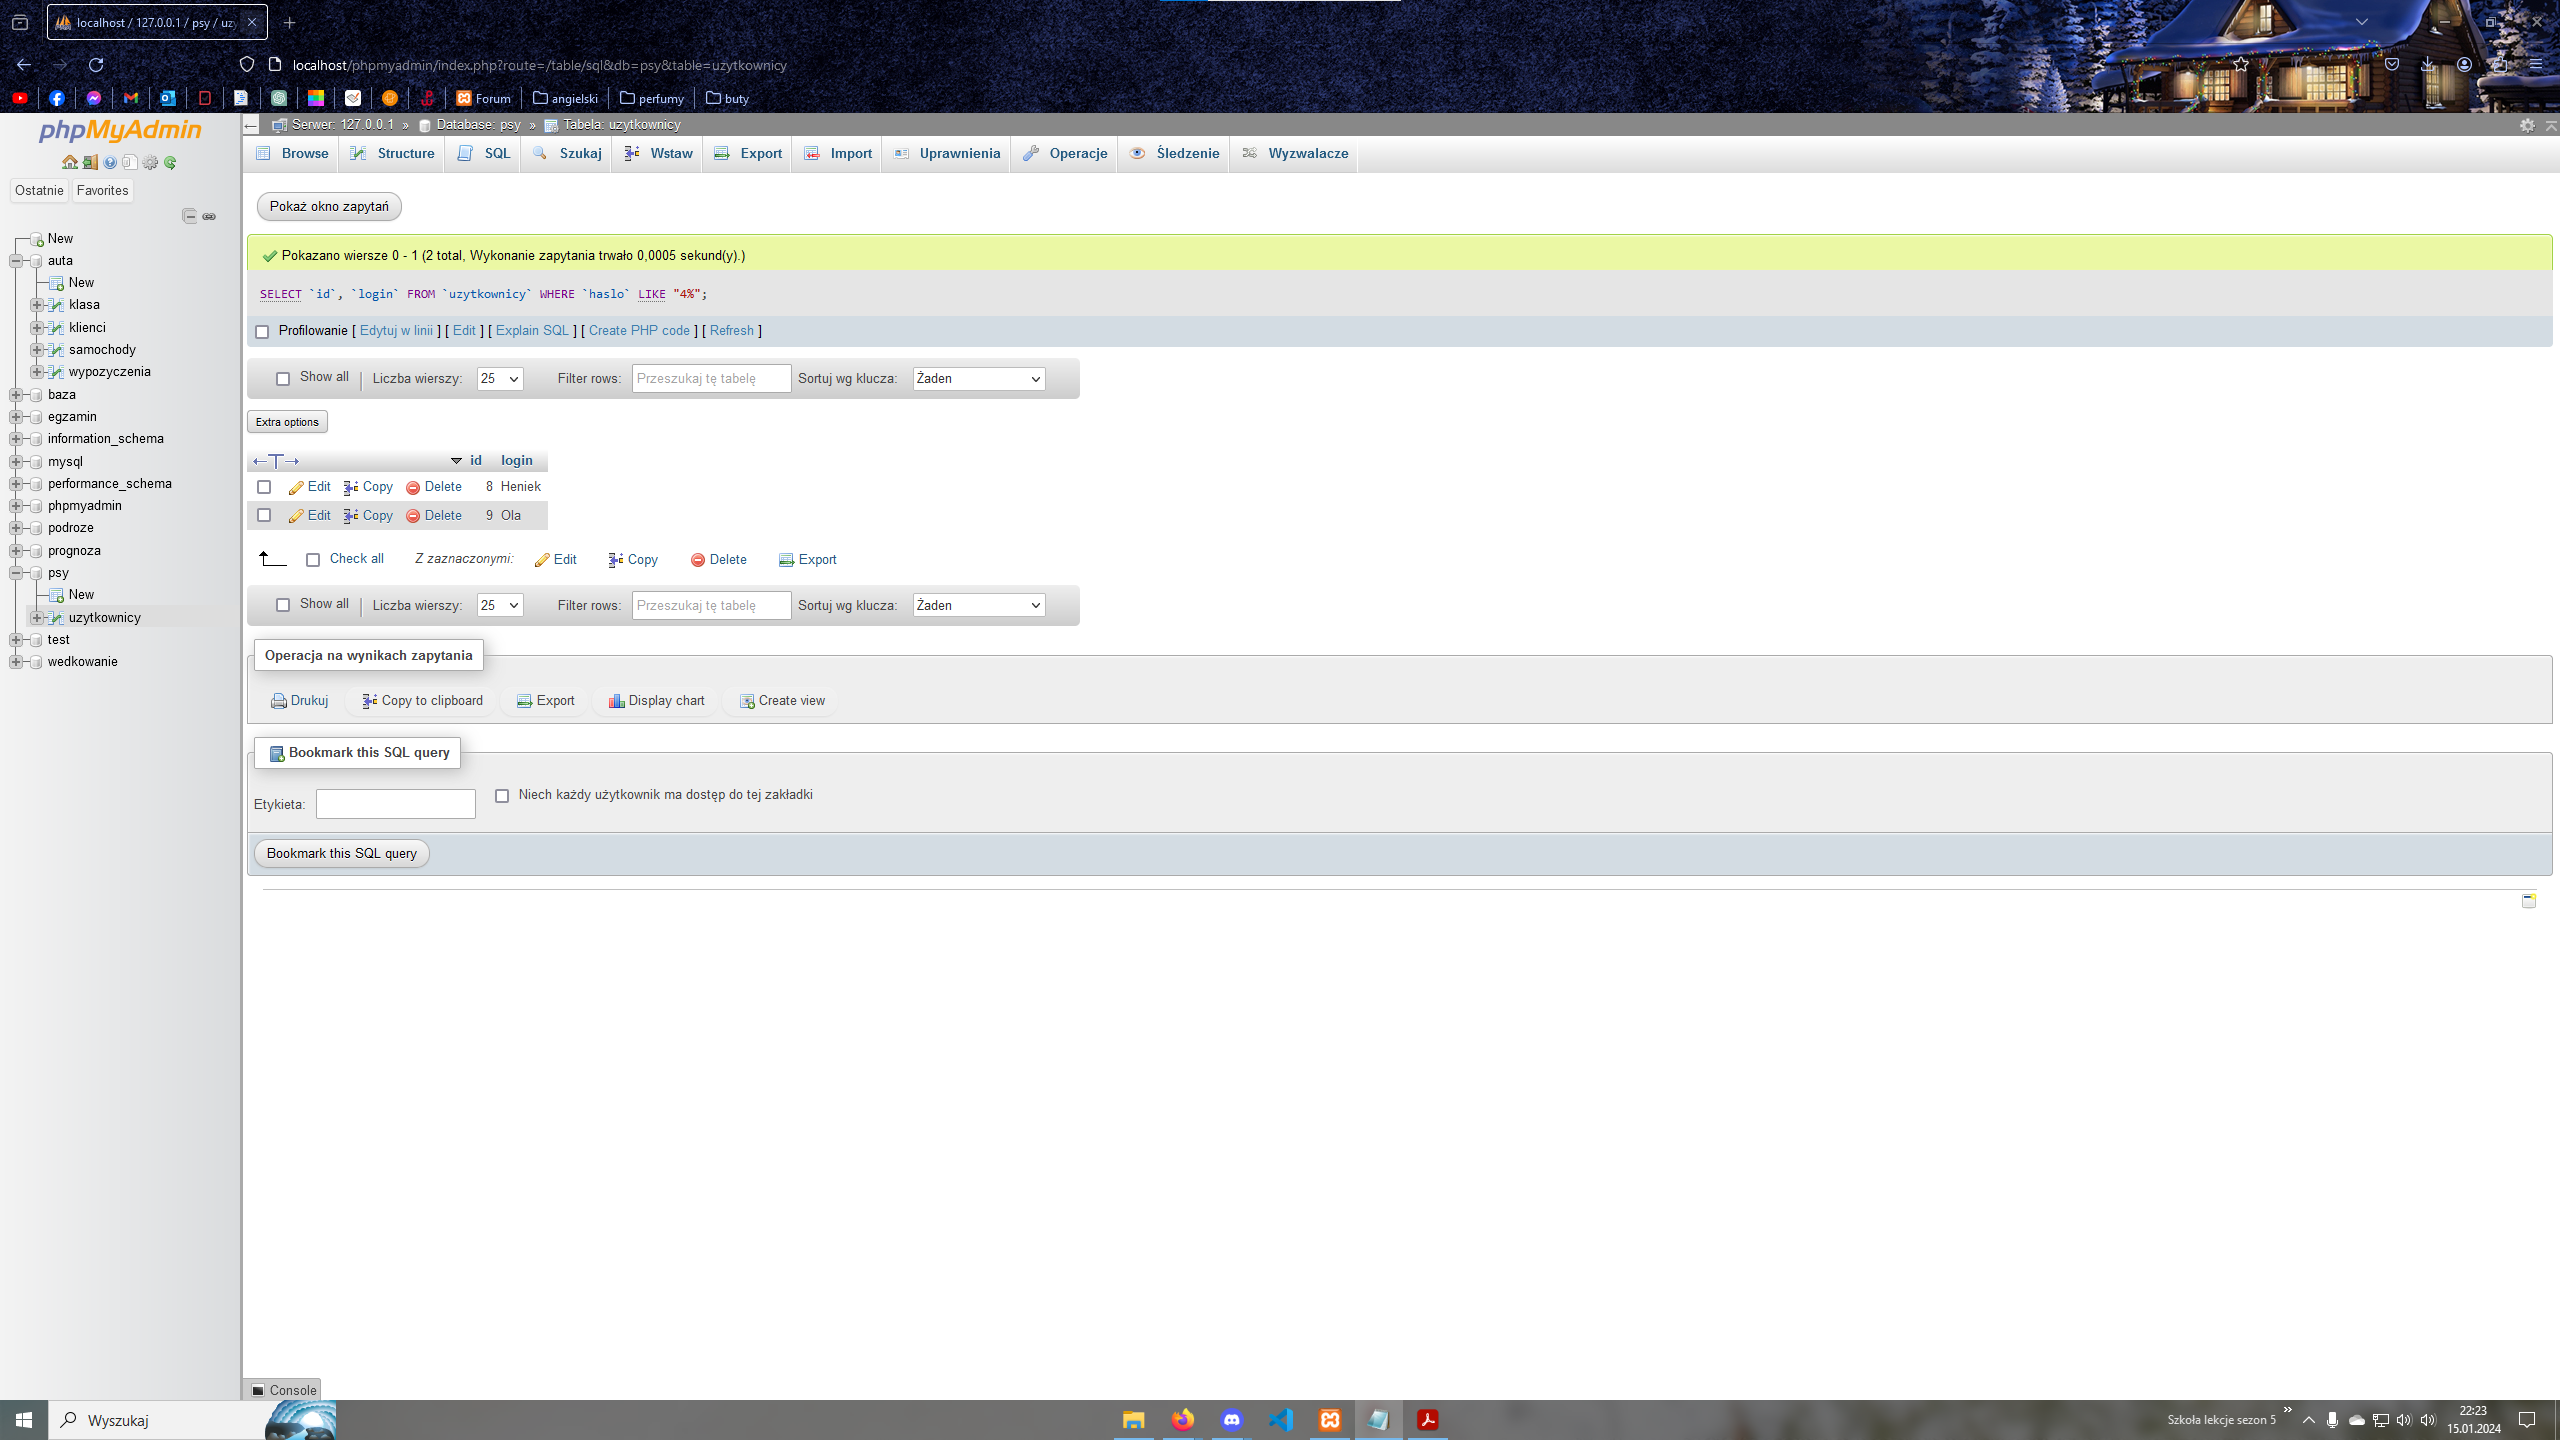 localhost / 127.0.0.1 / psy / uzy
localhost/phpmyadmin/index.php?route=/table/sql&db=psy&table=uzytkownicy
Forum
angielski
perfumy
buty
phpMyAdmin
Ostatnie
Favorites
New
auta
New
klasa
klienci
samochody
wypozyczenia
baza
egzamin
information_schema
mysql
performance_schema
phpmyadmin
podroze
prognoza
psy
New
uzytkownicy
test
wedkowanie
Serwer: 127.0.0.1 » Database: psy » Tabela: uzytkownicy
Browse
Structure
SQL
Szukaj
Wstaw
Export
Import
Uprawnienia
Operacje
Śledzenie
Wyzwalacze
Pokaż okno zapytań
Pokazano wiersze 0 - 1 (2 total, Wykonanie zapytania trwało 0,0005 sekund(y).)
SELECT `id`, `login` FROM `uzytkownicy` WHERE `haslo` LIKE "4%";
Profilowanie [ Edytuj w linii ] [ Edit ] [ Explain SQL ] [ Create PHP code ] [ Refresh ]
Show all | Liczba wierszy: 25 Filter rows: Przeszukaj tę tabelę Sortuj wg klucza: Żaden
Extra options
←T→ id login
Edit Copy Delete 8 Heniek
Edit Copy Delete 9 Ola
Check all Z zaznaczonymi: Edit Copy Delete Export
Show all | Liczba wierszy: 25 Filter rows: Przeszukaj tę tabelę Sortuj wg klucza: Żaden
Operacja na wynikach zapytania
Drukuj Copy to clipboard Export Display chart Create view
Bookmark this SQL query
Etykieta: Niech każdy użytkownik ma dostęp do tej zakładki
Bookmark this SQL query
Console
Wyszukaj
Szkoła lekcje sezon 5
22:23
15.01.2024